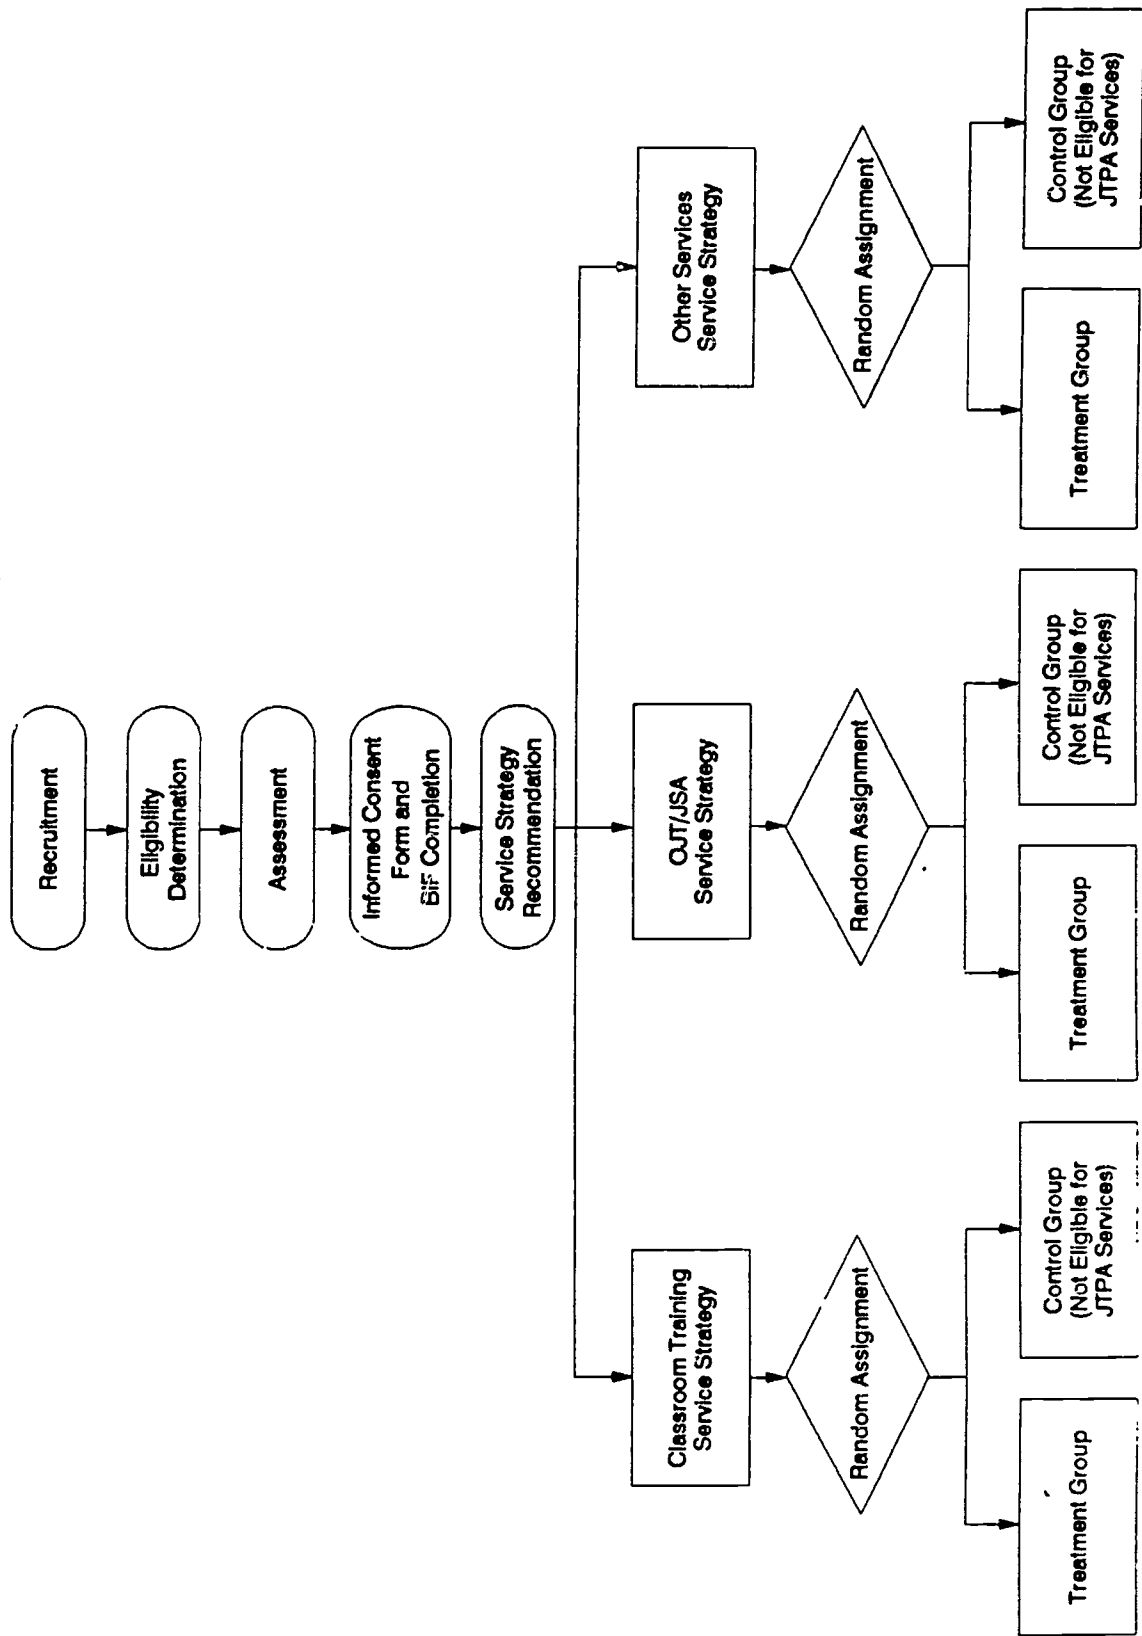 Recruitment
Eligibility
Determination
Assessment
Informed Consent
Form and
BIF Completion
Service Strategy
Recommendation
Classroom Training
Service Strategy
OJT/JSA
Service Strategy
Other Services
Service Strategy
Random Assignment
Random Assignment
Random Assignment
Treatment Group
Control Group
(Not Eligible for
JTPA Services)
Treatment Group
Control Group
(Not Eligible for
JTPA Services)
Treatment Group
Control Group
(Not Eligible for
JTPA Services)